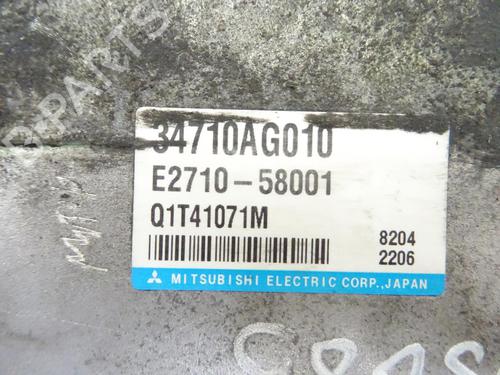 34710AG010
E2710-58001
Q1T41071M
8204
2206
MITSUBISHI ELECTRIC CORP., JAPAN